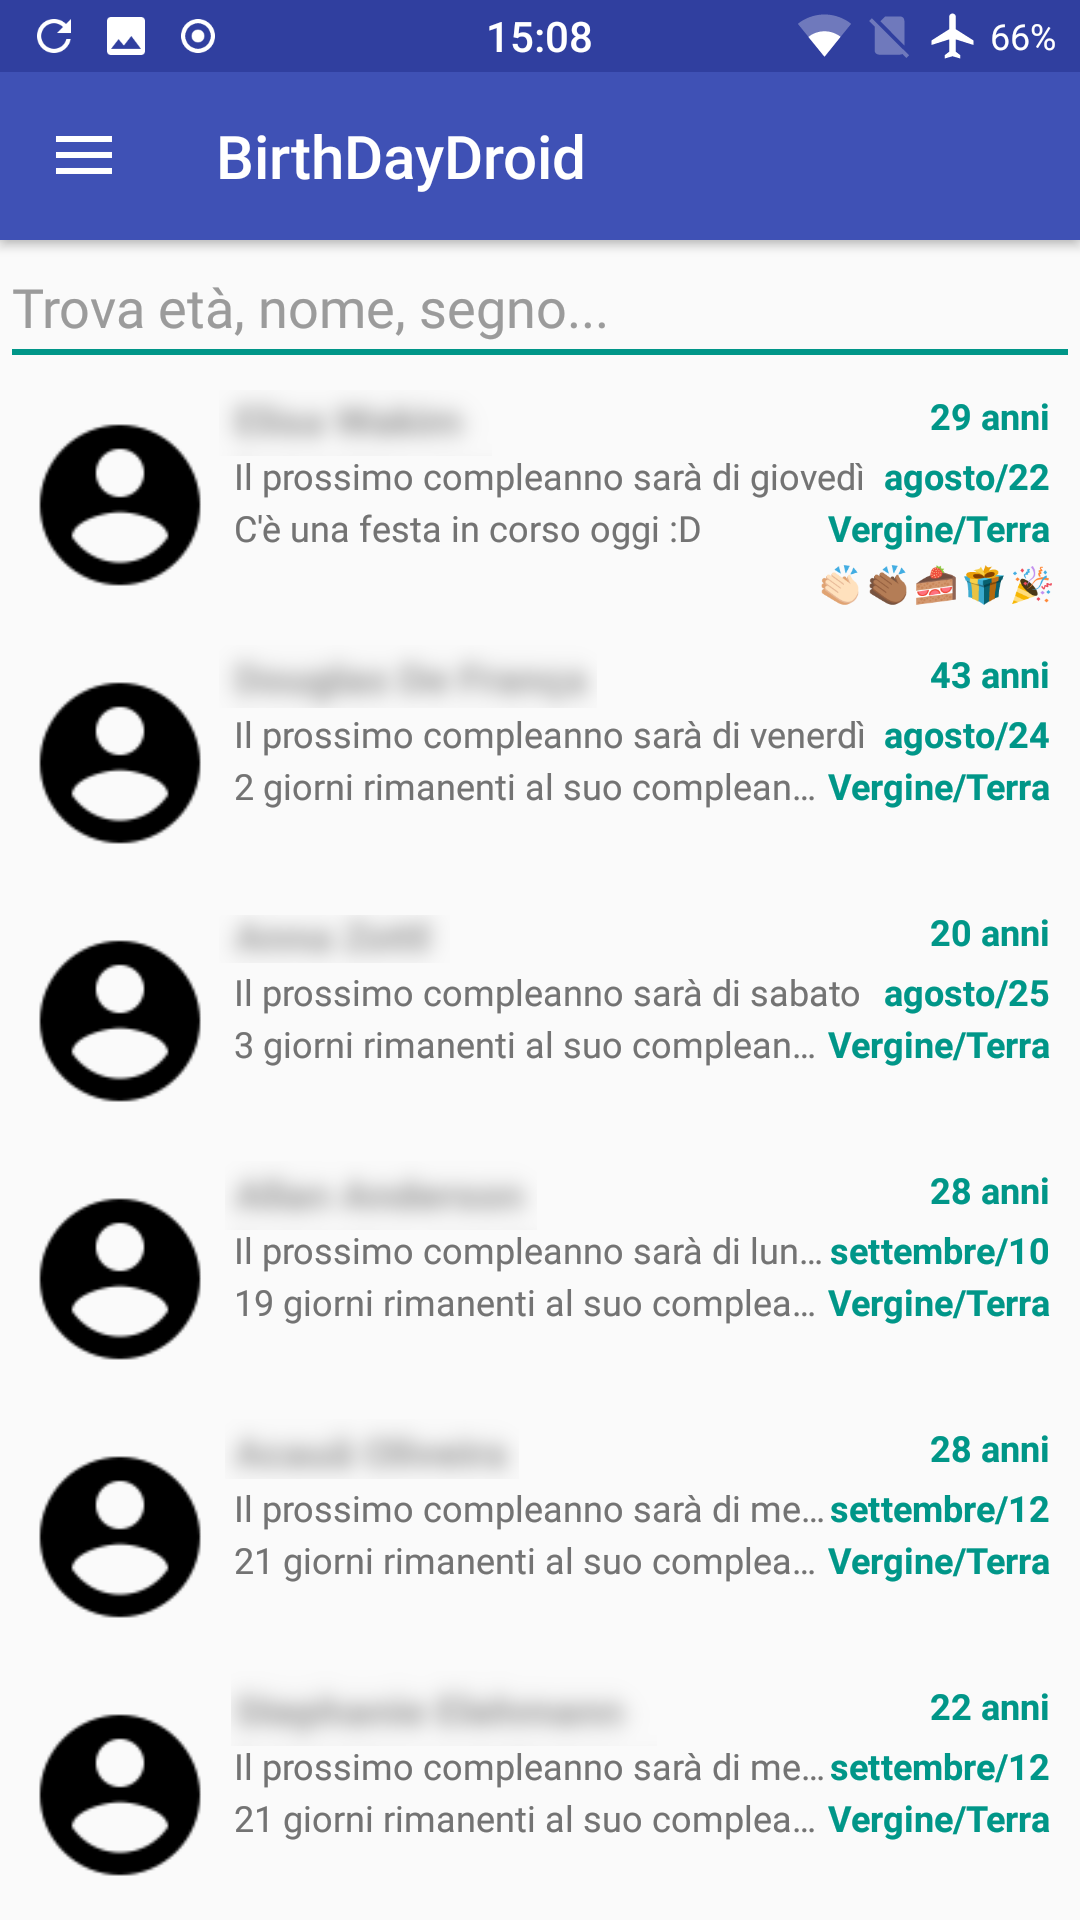 15:08
66%
BirthDayDroid
Trova età, nome, segno...
29 anni
Il prossimo compleanno sarà di giovedì agosto/22
C'è una festa in corso oggi :D Vergine/Terra
👏🏻👏🏾🍰🎁🎉
43 anni
Il prossimo compleanno sarà di venerdì agosto/24
2 giorni rimanenti al suo complean... Vergine/Terra
20 anni
Il prossimo compleanno sarà di sabato agosto/25
3 giorni rimanenti al suo complean... Vergine/Terra
28 anni
Il prossimo compleanno sarà di lun... settembre/10
19 giorni rimanenti al suo complea... Vergine/Terra
28 anni
Il prossimo compleanno sarà di me... settembre/12
21 giorni rimanenti al suo complea... Vergine/Terra
22 anni
Il prossimo compleanno sarà di me... settembre/12
21 giorni rimanenti al suo complea... Vergine/Terra